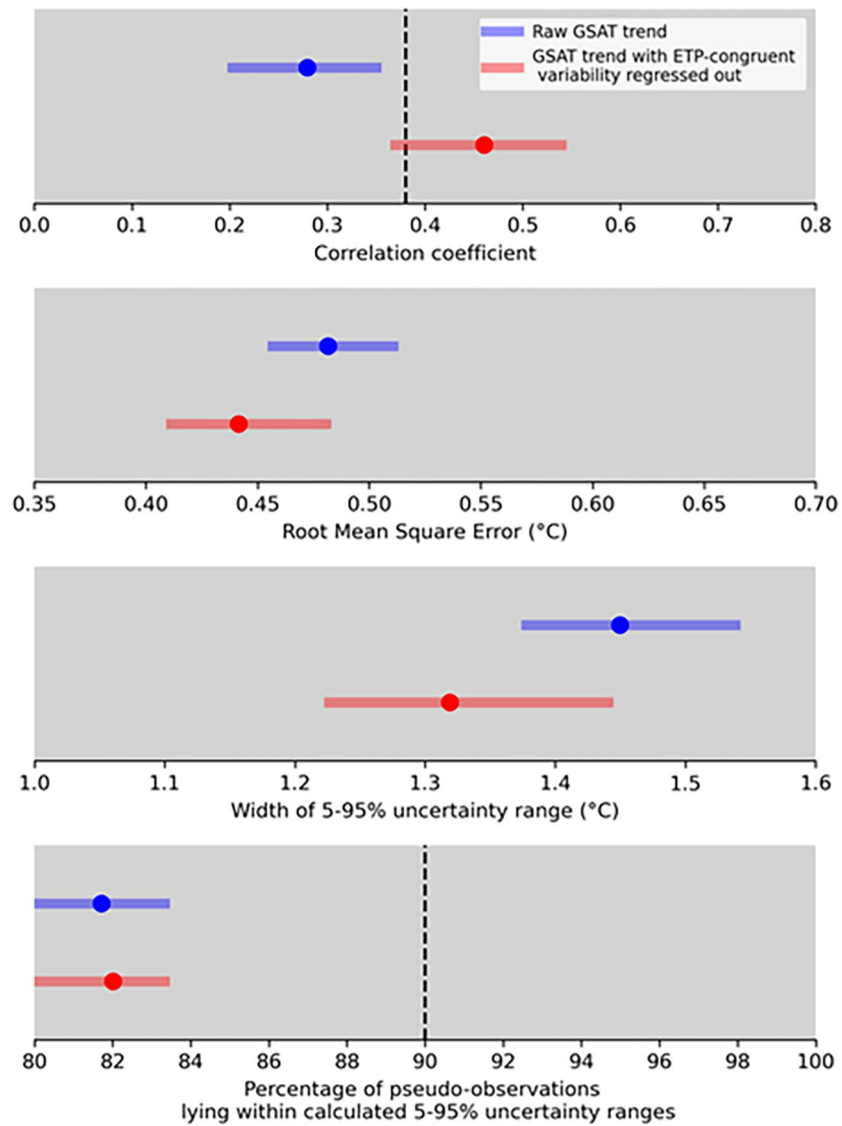 Raw GSAT trend
GSAT trend with ETP-congruent
variability regressed out
0.0 0.1 0.2 0.3 0.4 0.5 0.6 0.7 0.8
Correlation coefficient
0.35 0.40 0.45 0.50 0.55 0.60 0.65 0.70
Root Mean Square Error (°C)
1.0 1.1 1.2 1.3 1.4 1.5 1.6
Width of 5-95% uncertainty range (°C)
80 82 84 86 88 90 92 94 96 98 100
Percentage of pseudo-observations
lying within calculated 5-95% uncertainty ranges